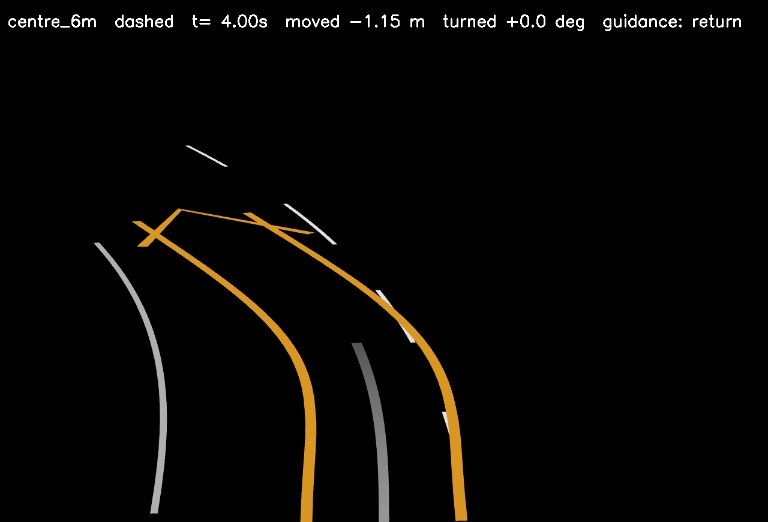 centre_6m dashed t= 4.00s moved −1.15 m turned +0.0 deg guidance: return